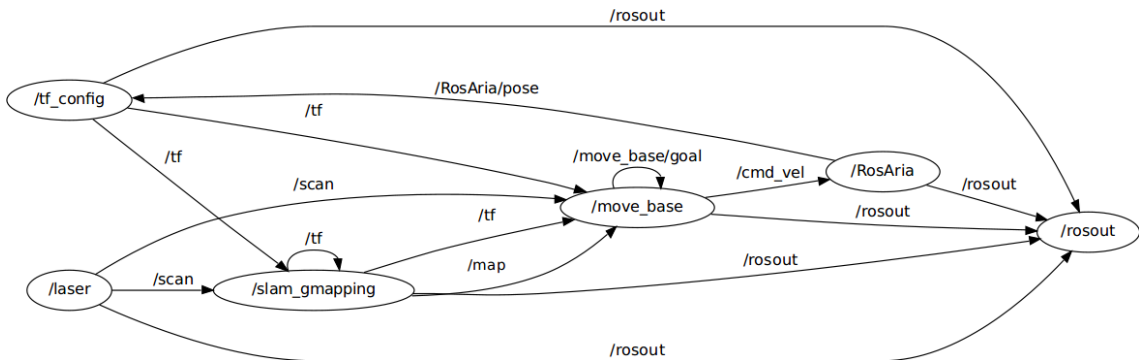 /rosout
/RosAria/pose
/tf_config
/tf
/tf
/move_base/goal
/cmd_vel
/RosAria
/scan
/rosout
/tf
/move_base
/rosout
/rosout
/tf
/map
/rosout
/scan
/laser
/slam_gmapping
/rosout